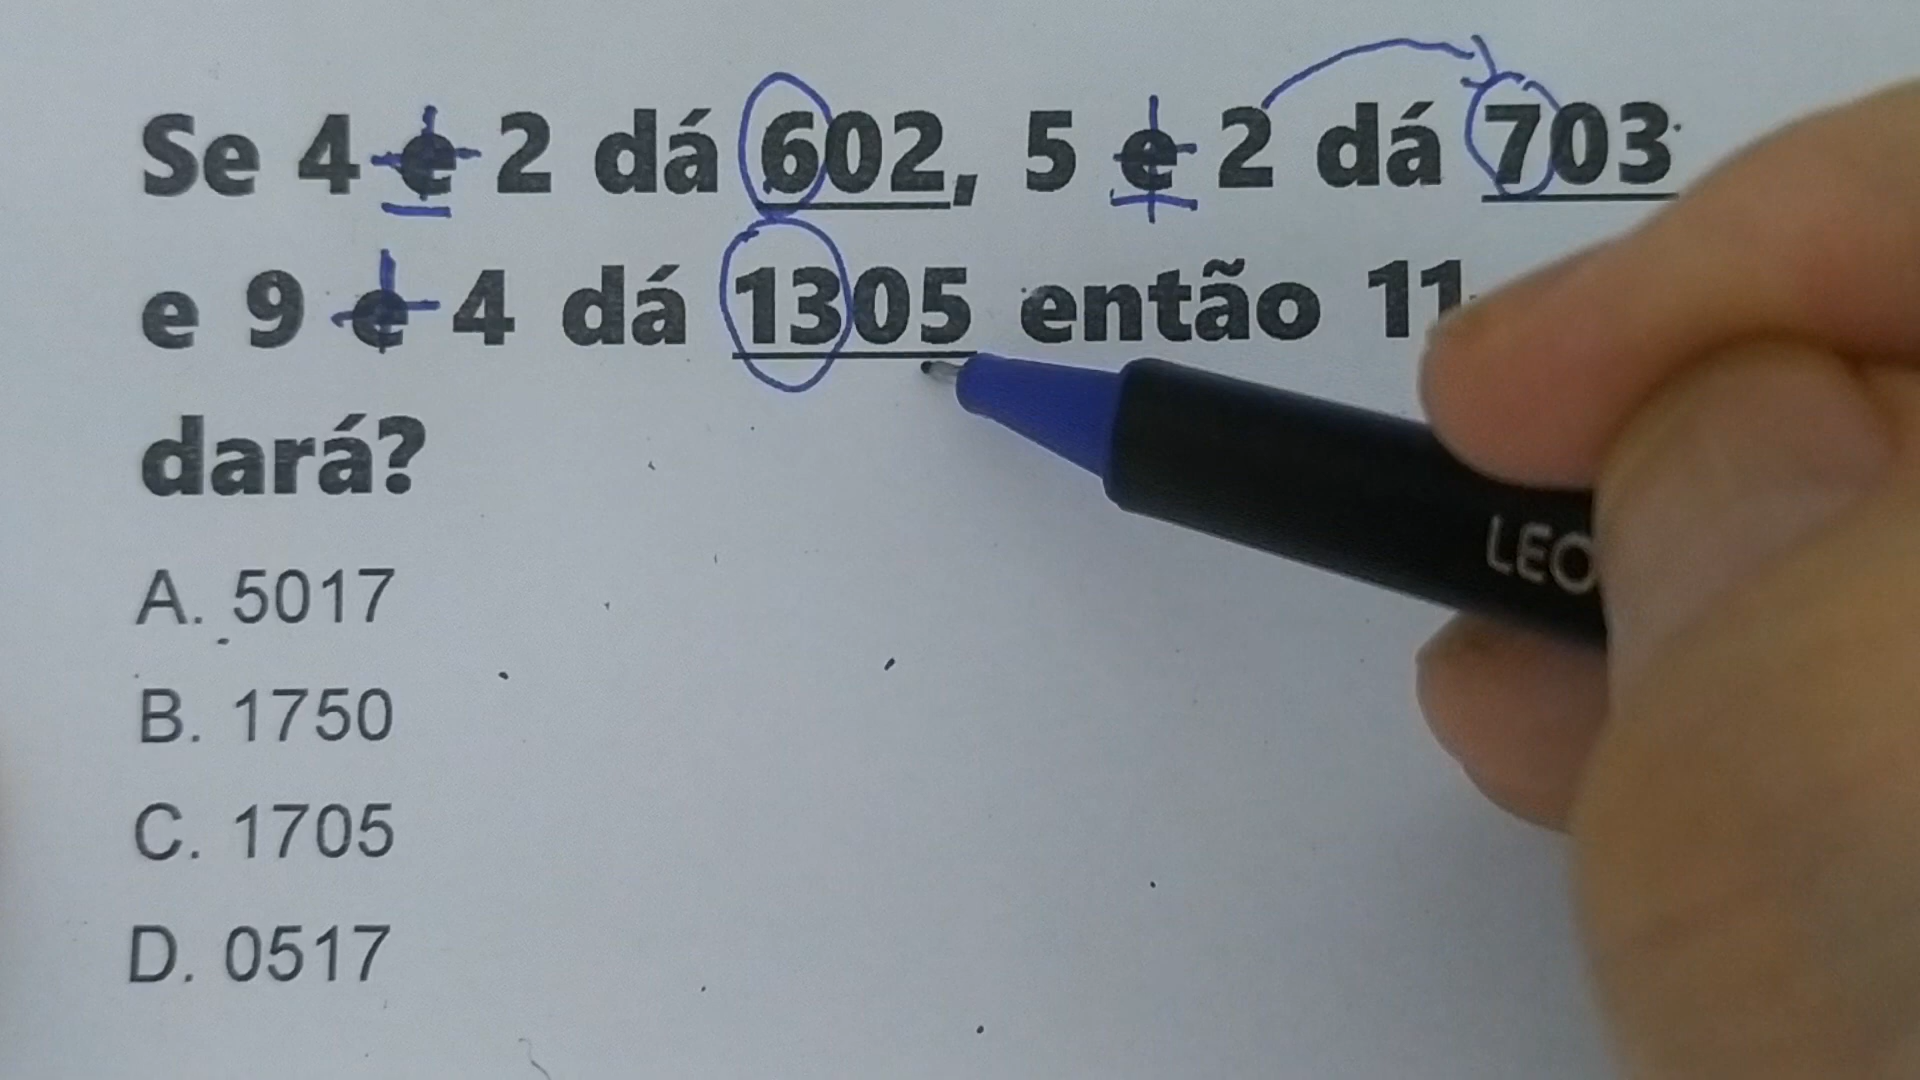 Se 4 e 2 dá 602, 5 e 2 dá 703
e 9 e 4 dá 1305 então 11
dará?
A. 5017
B. 1750
C. 1705
D. 0517
LEO